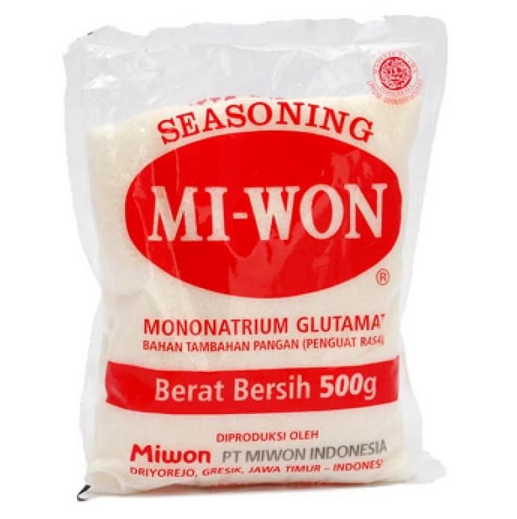 SEASONING
MI-WON
®
MONONATRIUM GLUTAMAT
BAHAN TAMBAHAN PANGAN (PENGUAT RASA)
Berat Bersih 500g
DIPRODUKSI OLEH
Miwon PT MIWON INDONESIA
DRIYOREJO, GRESIK, JAWA TIMUR - INDONES